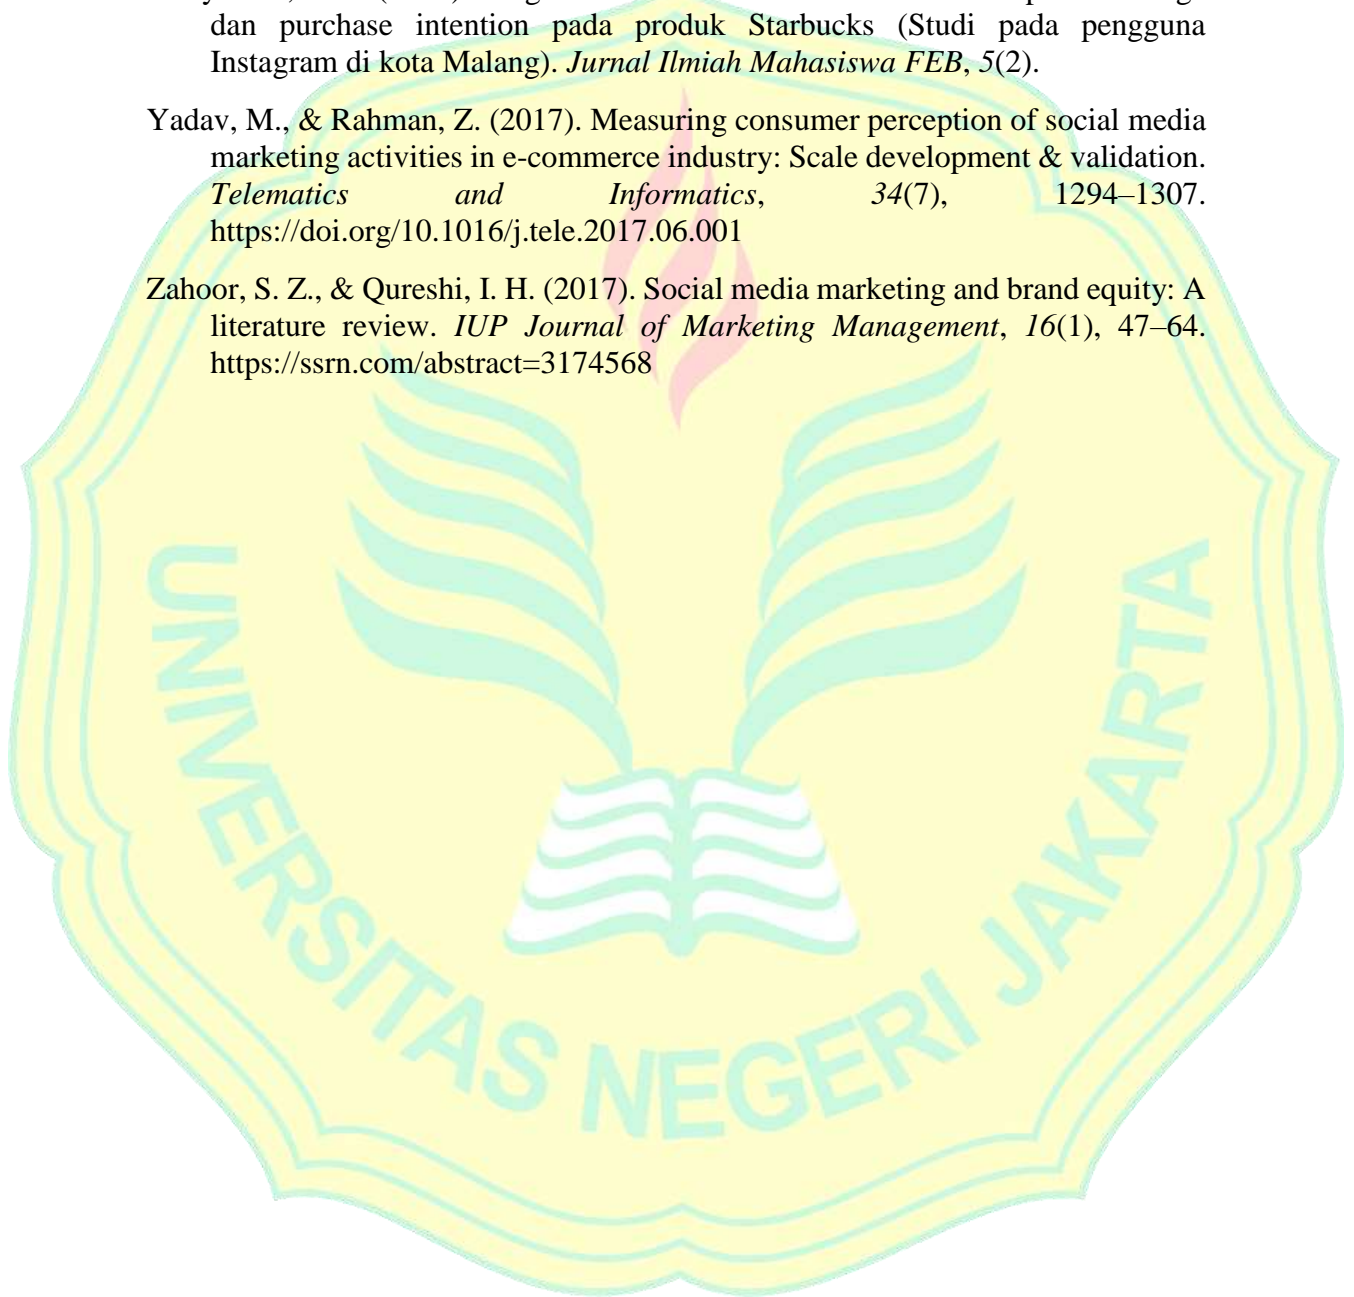 dan purchase intention pada produk Starbucks (Studi pada pengguna
Instagram di kota Malang). Jurnal Ilmiah Mahasiswa FEB, 5(2).
Yadav, M., & Rahman, Z. (2017). Measuring consumer perception of social media
marketing activities in e-commerce industry: Scale development & validation.
Telematics and Informatics, 34(7), 1294–1307.
https://doi.org/10.1016/j.tele.2017.06.001
Zahoor, S. Z., & Qureshi, I. H. (2017). Social media marketing and brand equity: A
literature review. IUP Journal of Marketing Management, 16(1), 47–64.
https://ssrn.com/abstract=3174568
UNIVERSITAS NEGERI JAKARTA